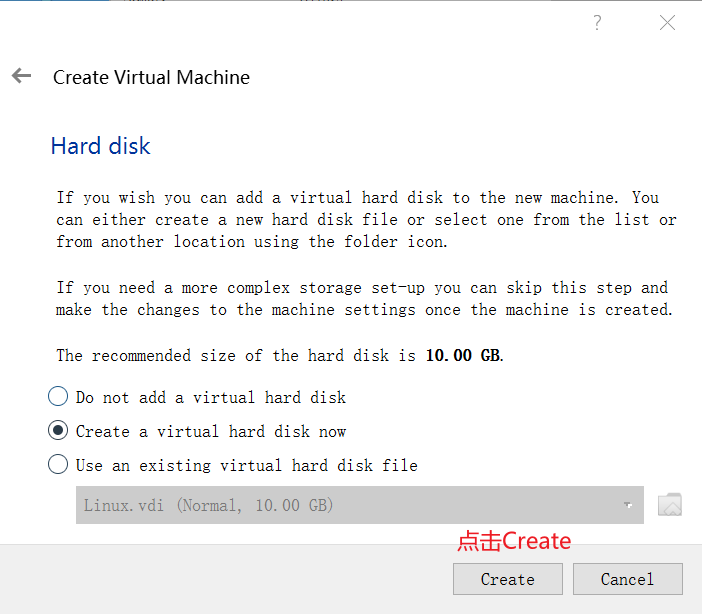 ?
Create Virtual Machine
Hard disk
If you wish you can add a virtual hard disk to the new machine. You
can either create a new hard disk file or select one from the list or
from another location using the folder icon.
If you need a more complex storage set-up you can skip this step and
make the changes to the machine settings once the machine is created.
The recommended size of the hard disk is 10.00 GB.
Do not add a virtual hard disk
Create a virtual hard disk now
Use an existing virtual hard disk file
Linux.vdi (Normal, 10.00 GB)
点击Create
Create Cancel